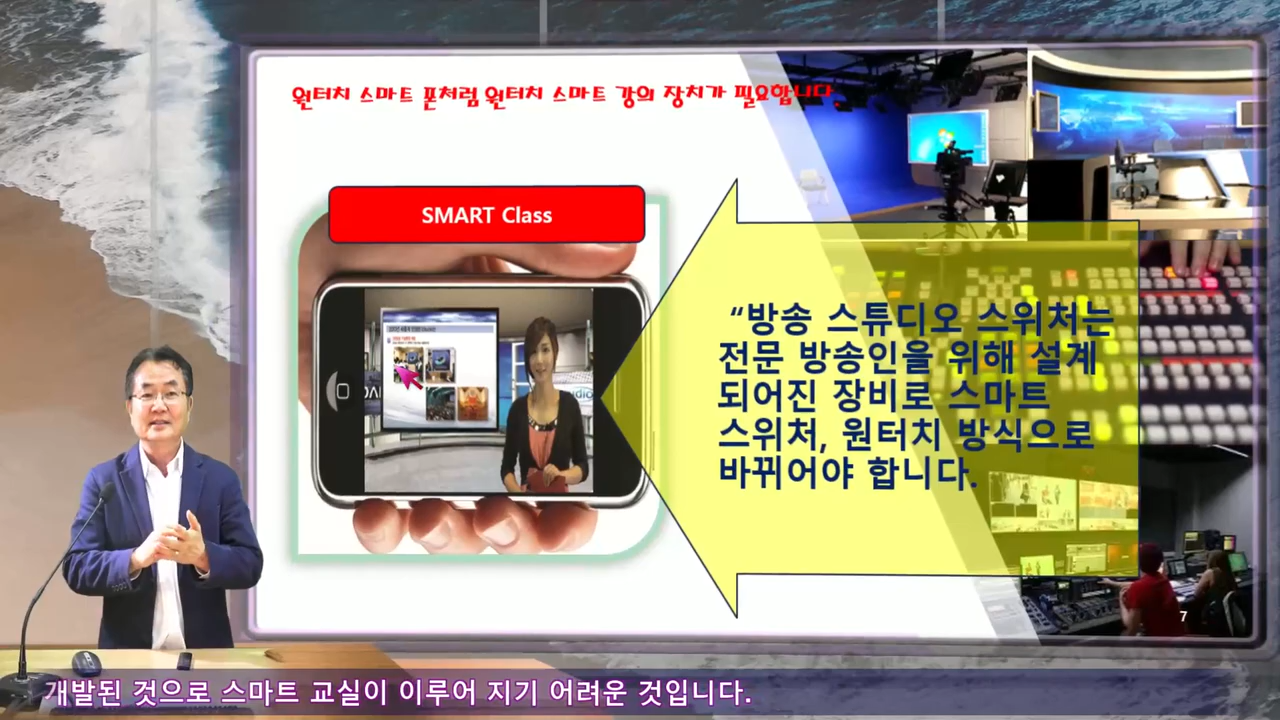 원터치 스마트 폰처럼 원터치 스마트 강의 장치가 필요합니다.
SMART Class
“방송 스튜디오 스위처는
전문 방송인을 위해 설계
되어진 장비로 스마트
스위처, 원터치 방식으로
바뀌어야 합니다.
7
개발된 것으로 스마트 교실이 이루어 지기 어려운 것입니다.